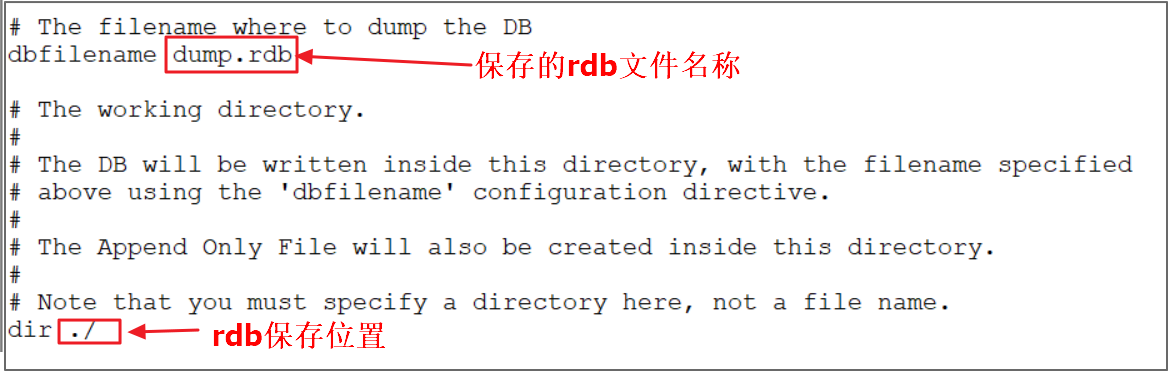 # The filename where to dump the DB
dbfilename dump.rdb
保存的rdb文件名称
# The working directory.
#
# The DB will be written inside this directory, with the filename specified
# above using the 'dbfilename' configuration directive.
#
# The Append Only File will also be created inside this directory.
#
# Note that you must specify a directory here, not a file name.
dir ./
rdb保存位置